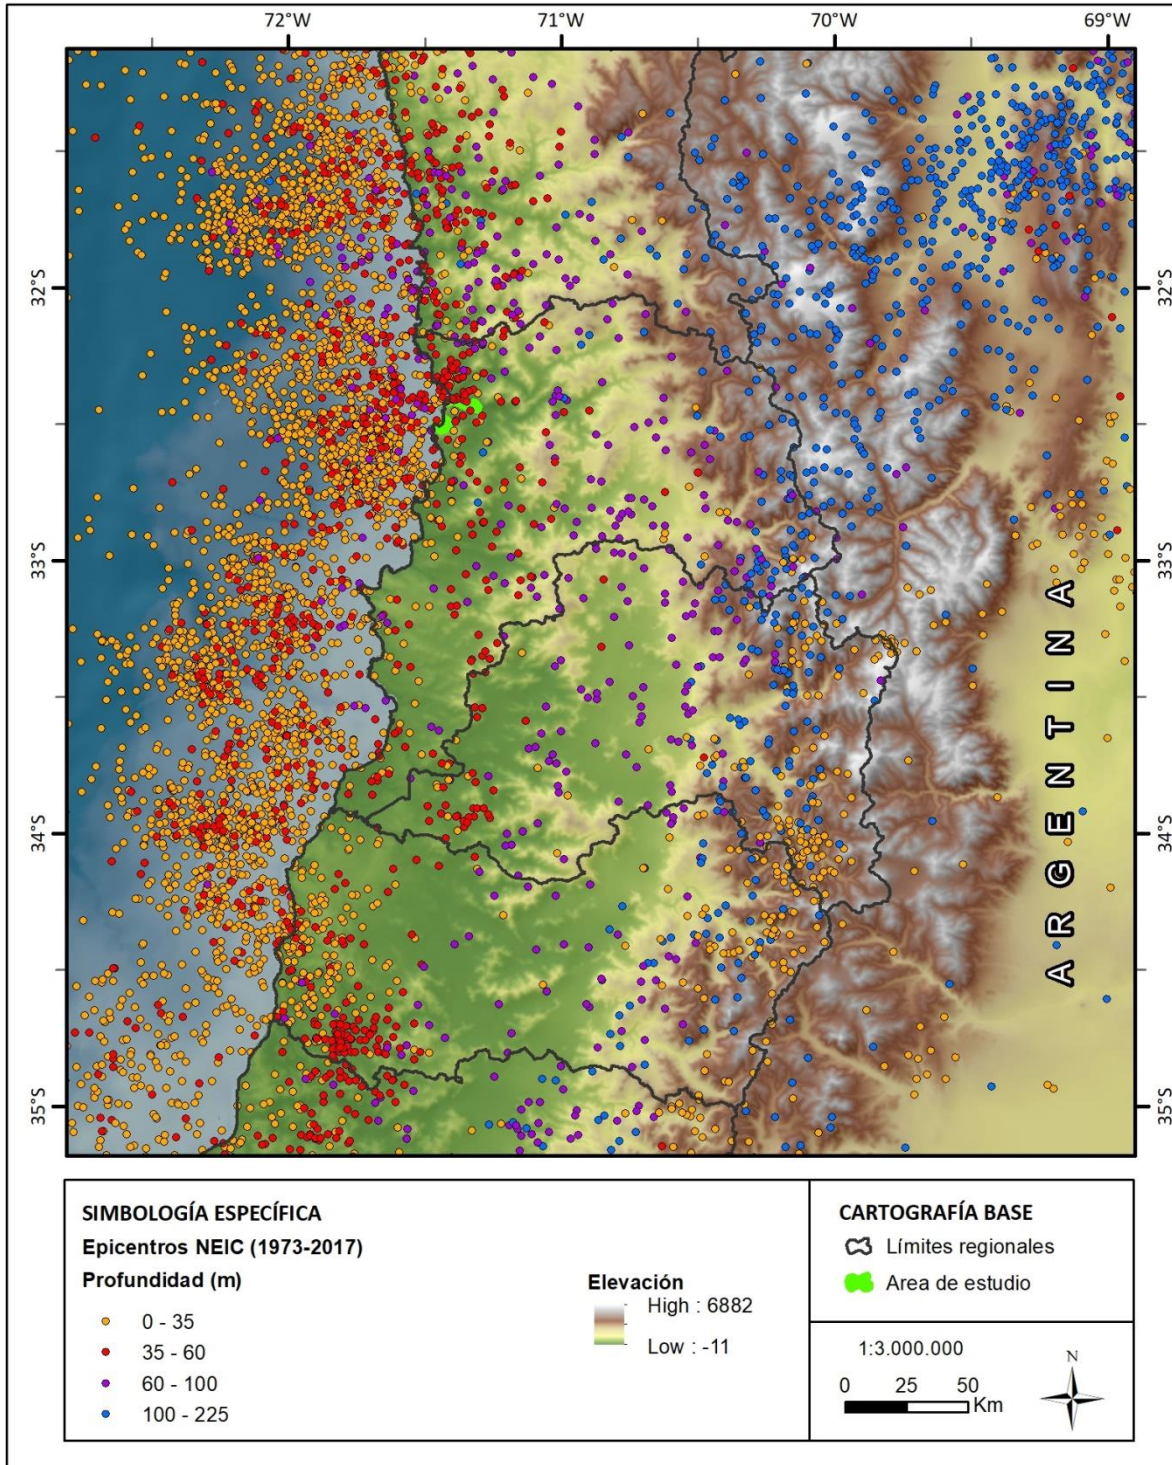 72°W
71°W
70°W
69°W
32°S
32°S
33°S
33°S
34°S
34°S
35°S
35°S
ARGENTINA
SIMBOLOGÍA ESPECÍFICA
Epicentros NEIC (1973-2017)
Profundidad (m)
0 - 35
35 - 60
60 - 100
100 - 225
Elevación
High : 6882
Low : -11
CARTOGRAFÍA BASE
Límites regionales
Area de estudio
1:3.000.000
0 25 50
Km
N